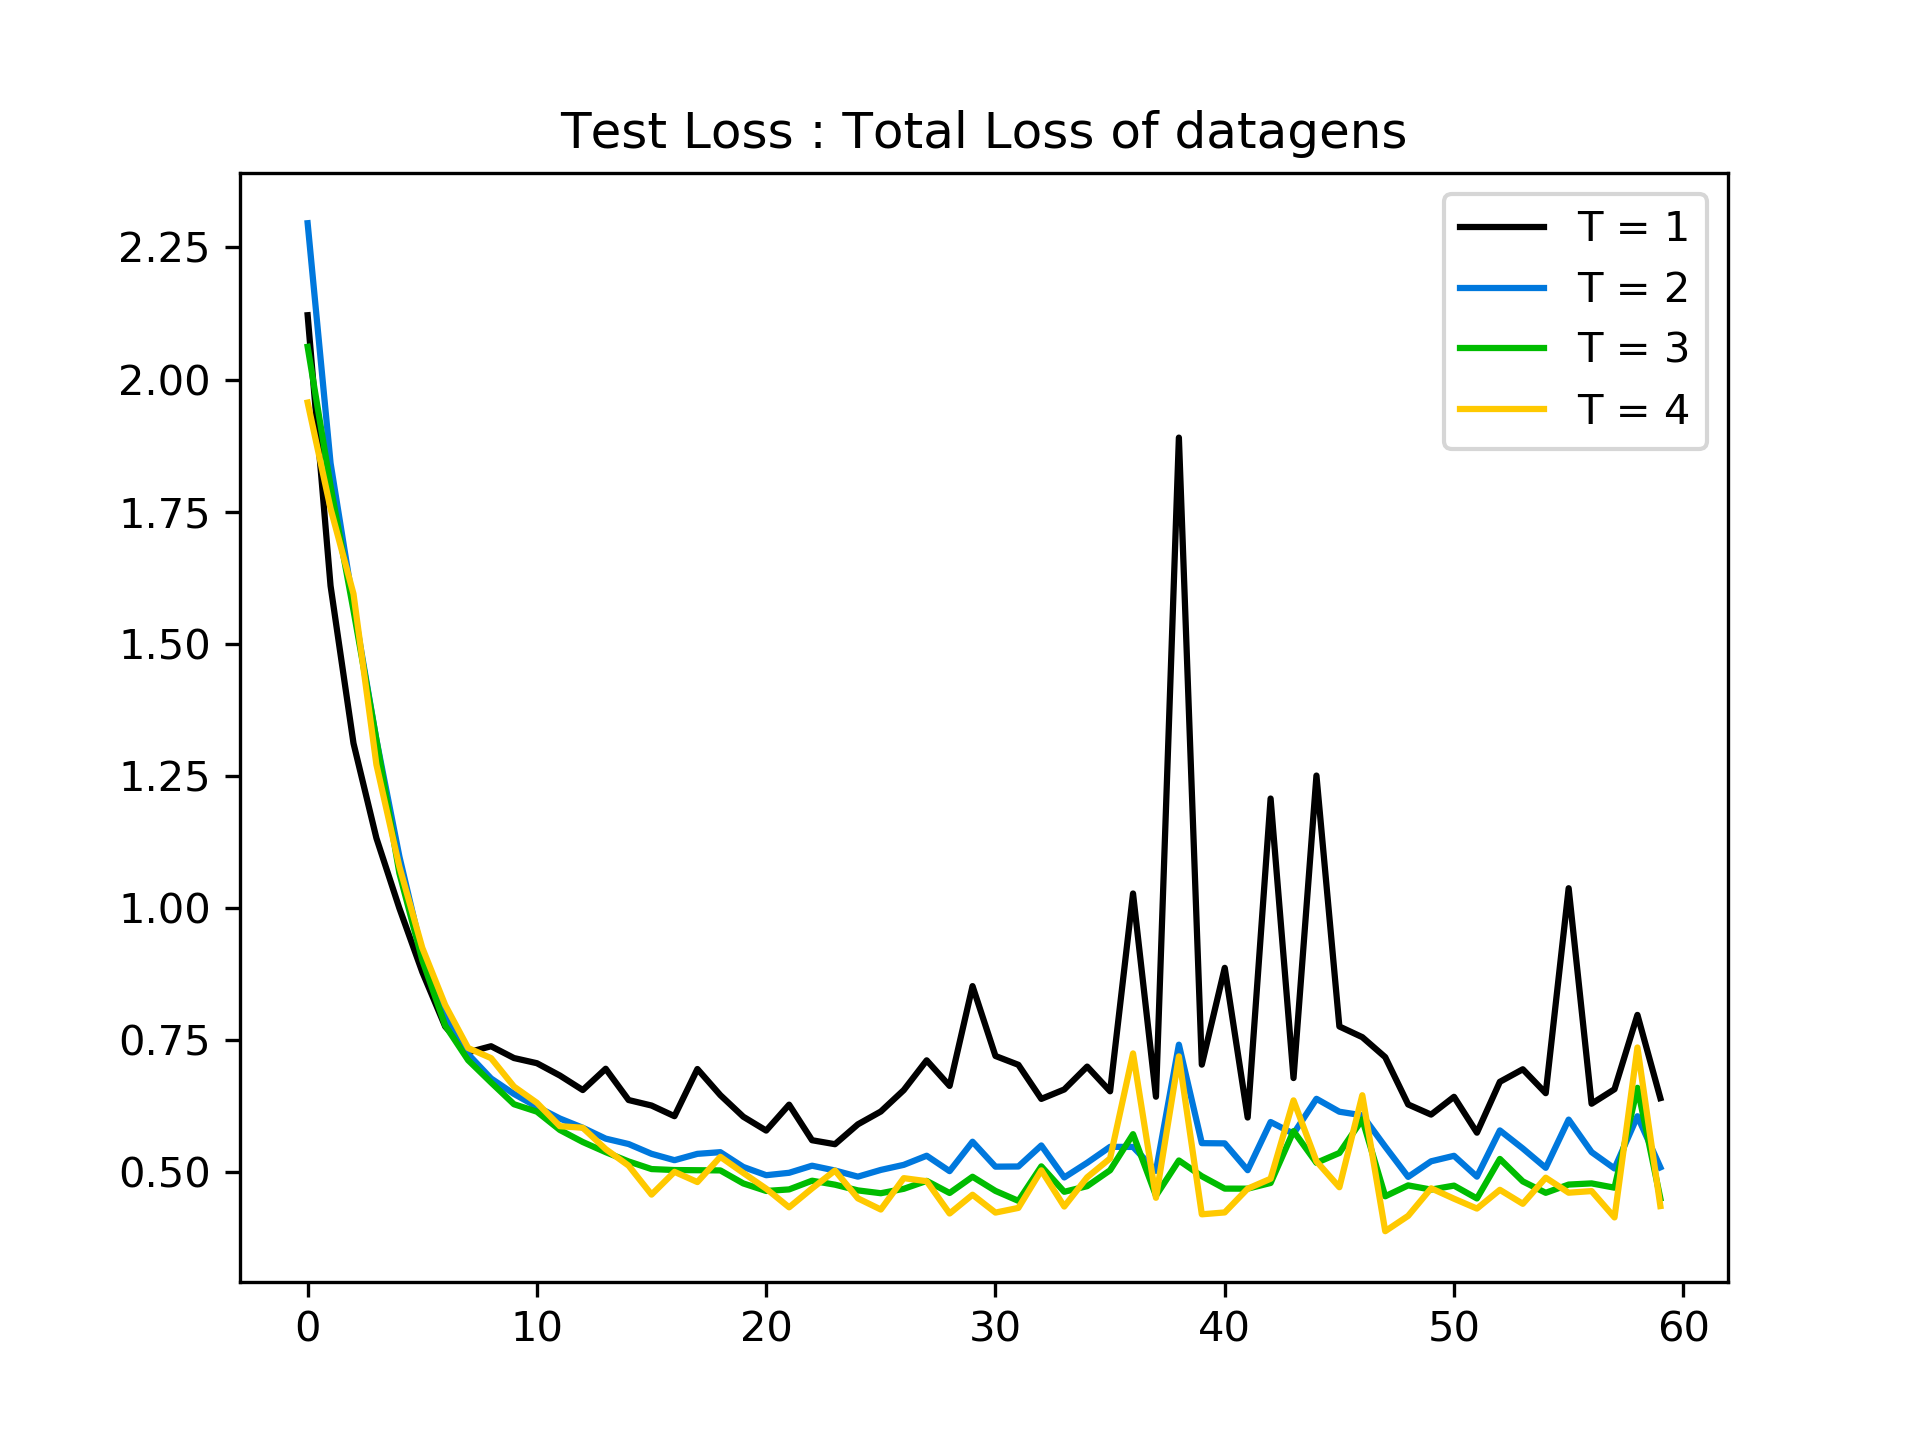 Test Loss : Total Loss of datagens
T = 1
T = 2
T = 3
T = 4
2.25
2.00
1.75
1.50
1.25
1.00
0.75
0.50
0 10 20 30 40 50 60